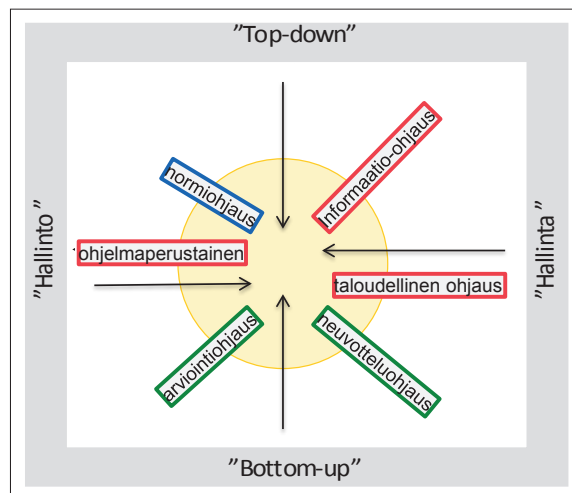 ”Top-down”
Informaatio-ohjaus
normiohjaus
”Hallinto”
ohjelmaperustainen
taloudellinen ohjaus
”Hallinta”
arviointiohjaus
neuvotteluohjaus
”Bottom-up”